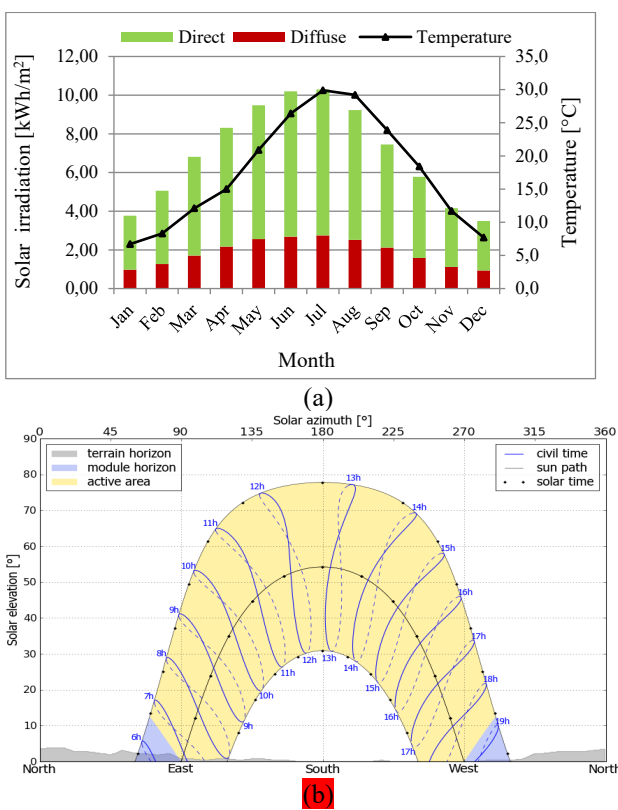 Direct Diffuse Temperature
12,00 35,0
10,00 30,0
8,00 25,0
6,00 20,0
4,00 15,0
2,00 10,0
0,00 5,0
0,0
Solar irradiation [kWh/m²]
Temperature [°C]
Jan Feb Mar Apr May Jun Jul Aug Sep Oct Nov Dec
Month
(a)
Solar azimuth [°]
0 45 90 135 180 225 270 315 360
90
80
70
60
50
40
30
20
10
0
Solar elevation [°]
terrain horizon
module horizon
active area
civil time
sun path
solar time
12h 13h
11h 14h
10h 15h
9h 16h
8h 17h
7h 18h
6h 19h
12h 13h
11h 14h
10h 15h
9h 16h
17h
North East South West North
(b)